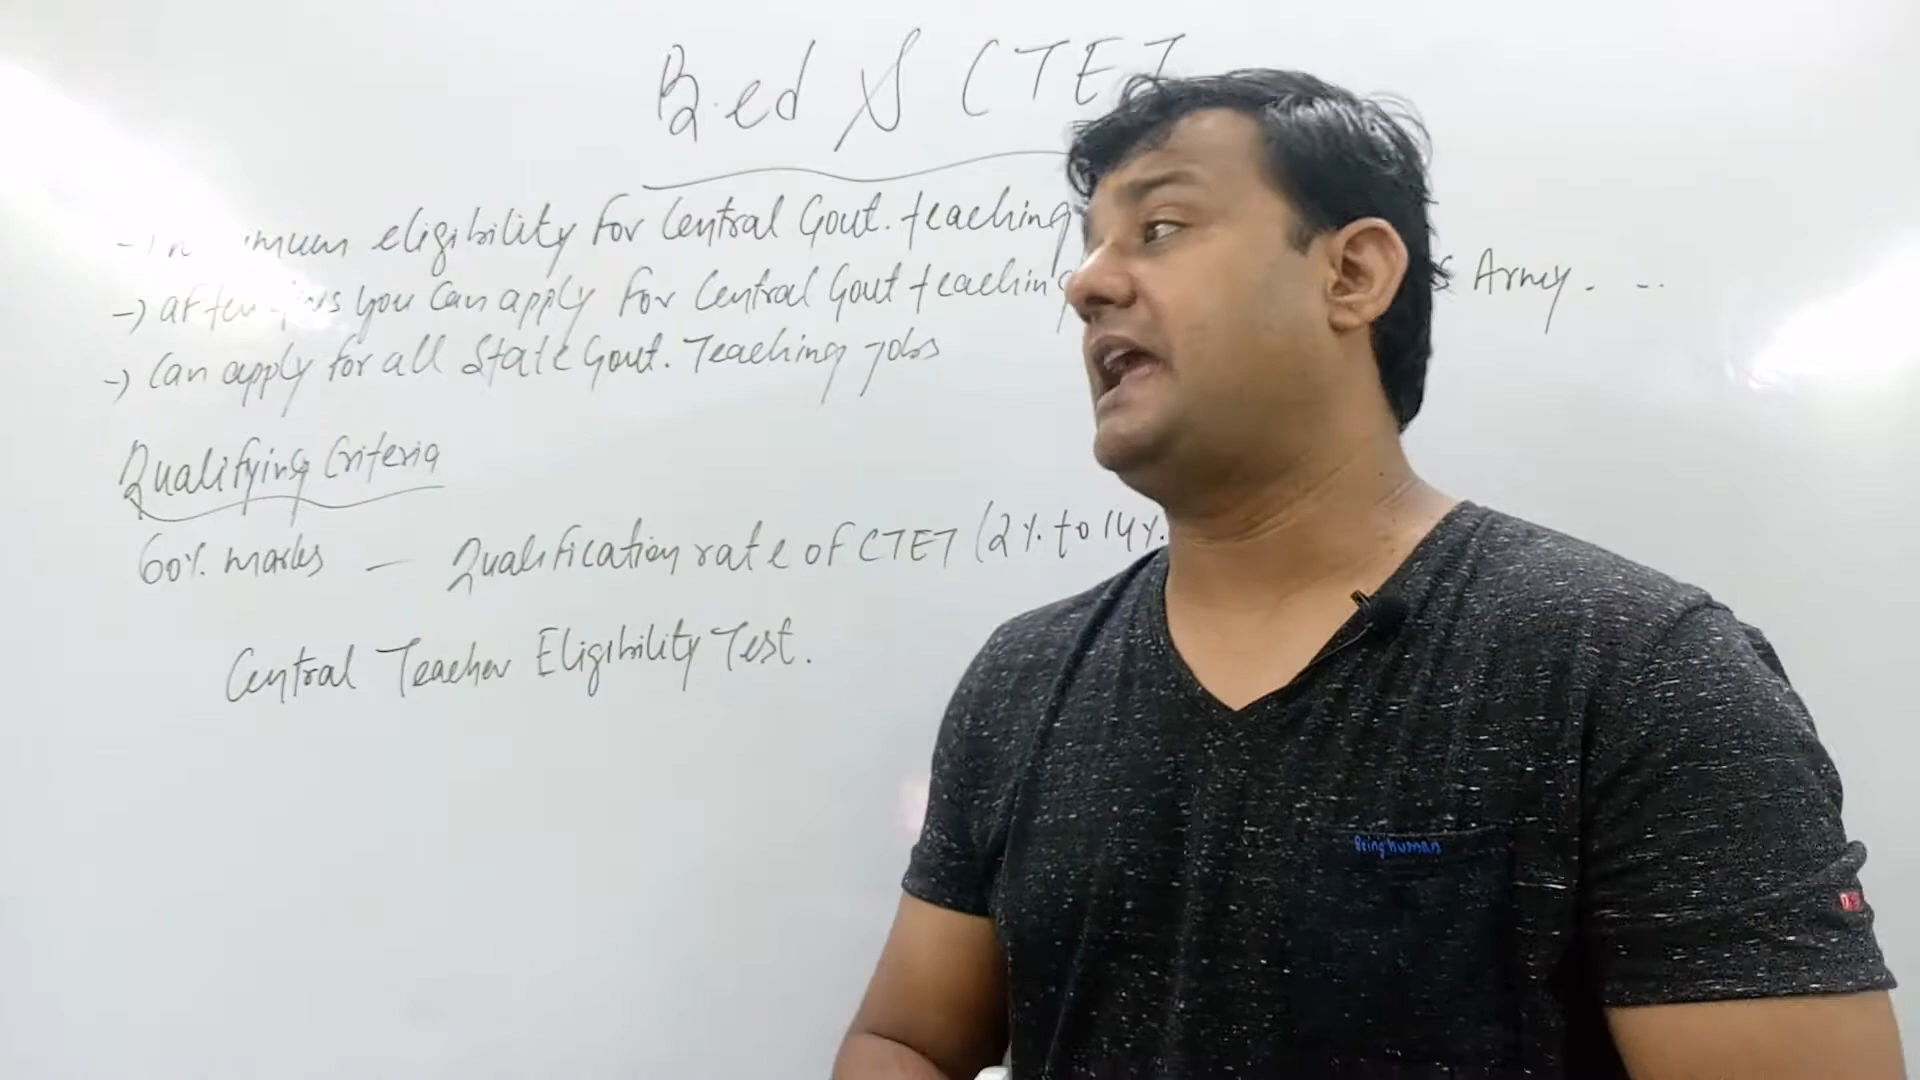 B.ed & CTET
eligibility for Central Govt. teaching
you can apply for Central Govt teaching Army. ...
-) Can apply for all State Govt. Teaching jobs
Qualifying Criteria
60% marks — Qualification rate of CTET (2% to 14%.
Central Teacher Eligibility Test.
Being human